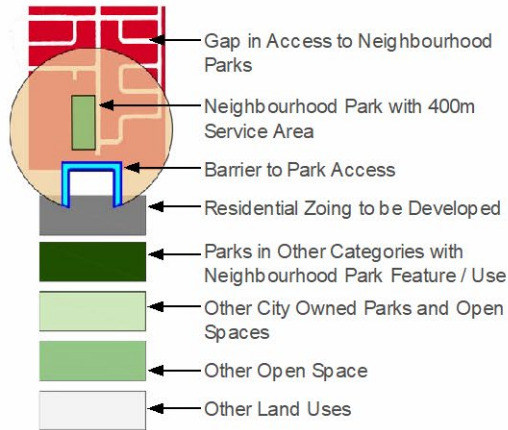 Gap in Access to Neighbourhood
Parks
Neighbourhood Park with 400m
Service Area
Barrier to Park Access
Residential Zoing to be Developed
Parks in Other Categories with
Neighbourhood Park Feature / Use
Other City Owned Parks and Open
Spaces
Other Open Space
Other Land Uses